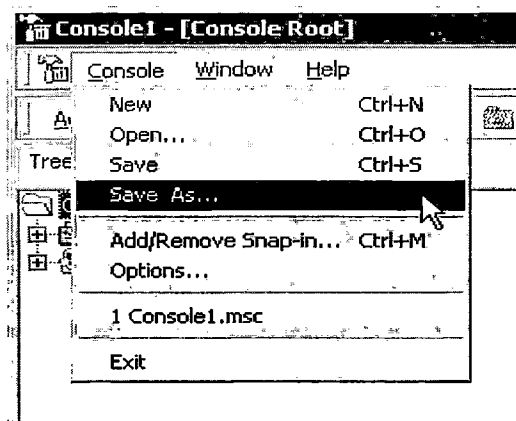 Console1 - [Console Root]
Console Window Help
New Ctrl+N
Open... Ctrl+O
Save Ctrl+S
Tree
Save As...
Add/Remove Snap-in... Ctrl+M
Options...
1 Console1.msc
Exit